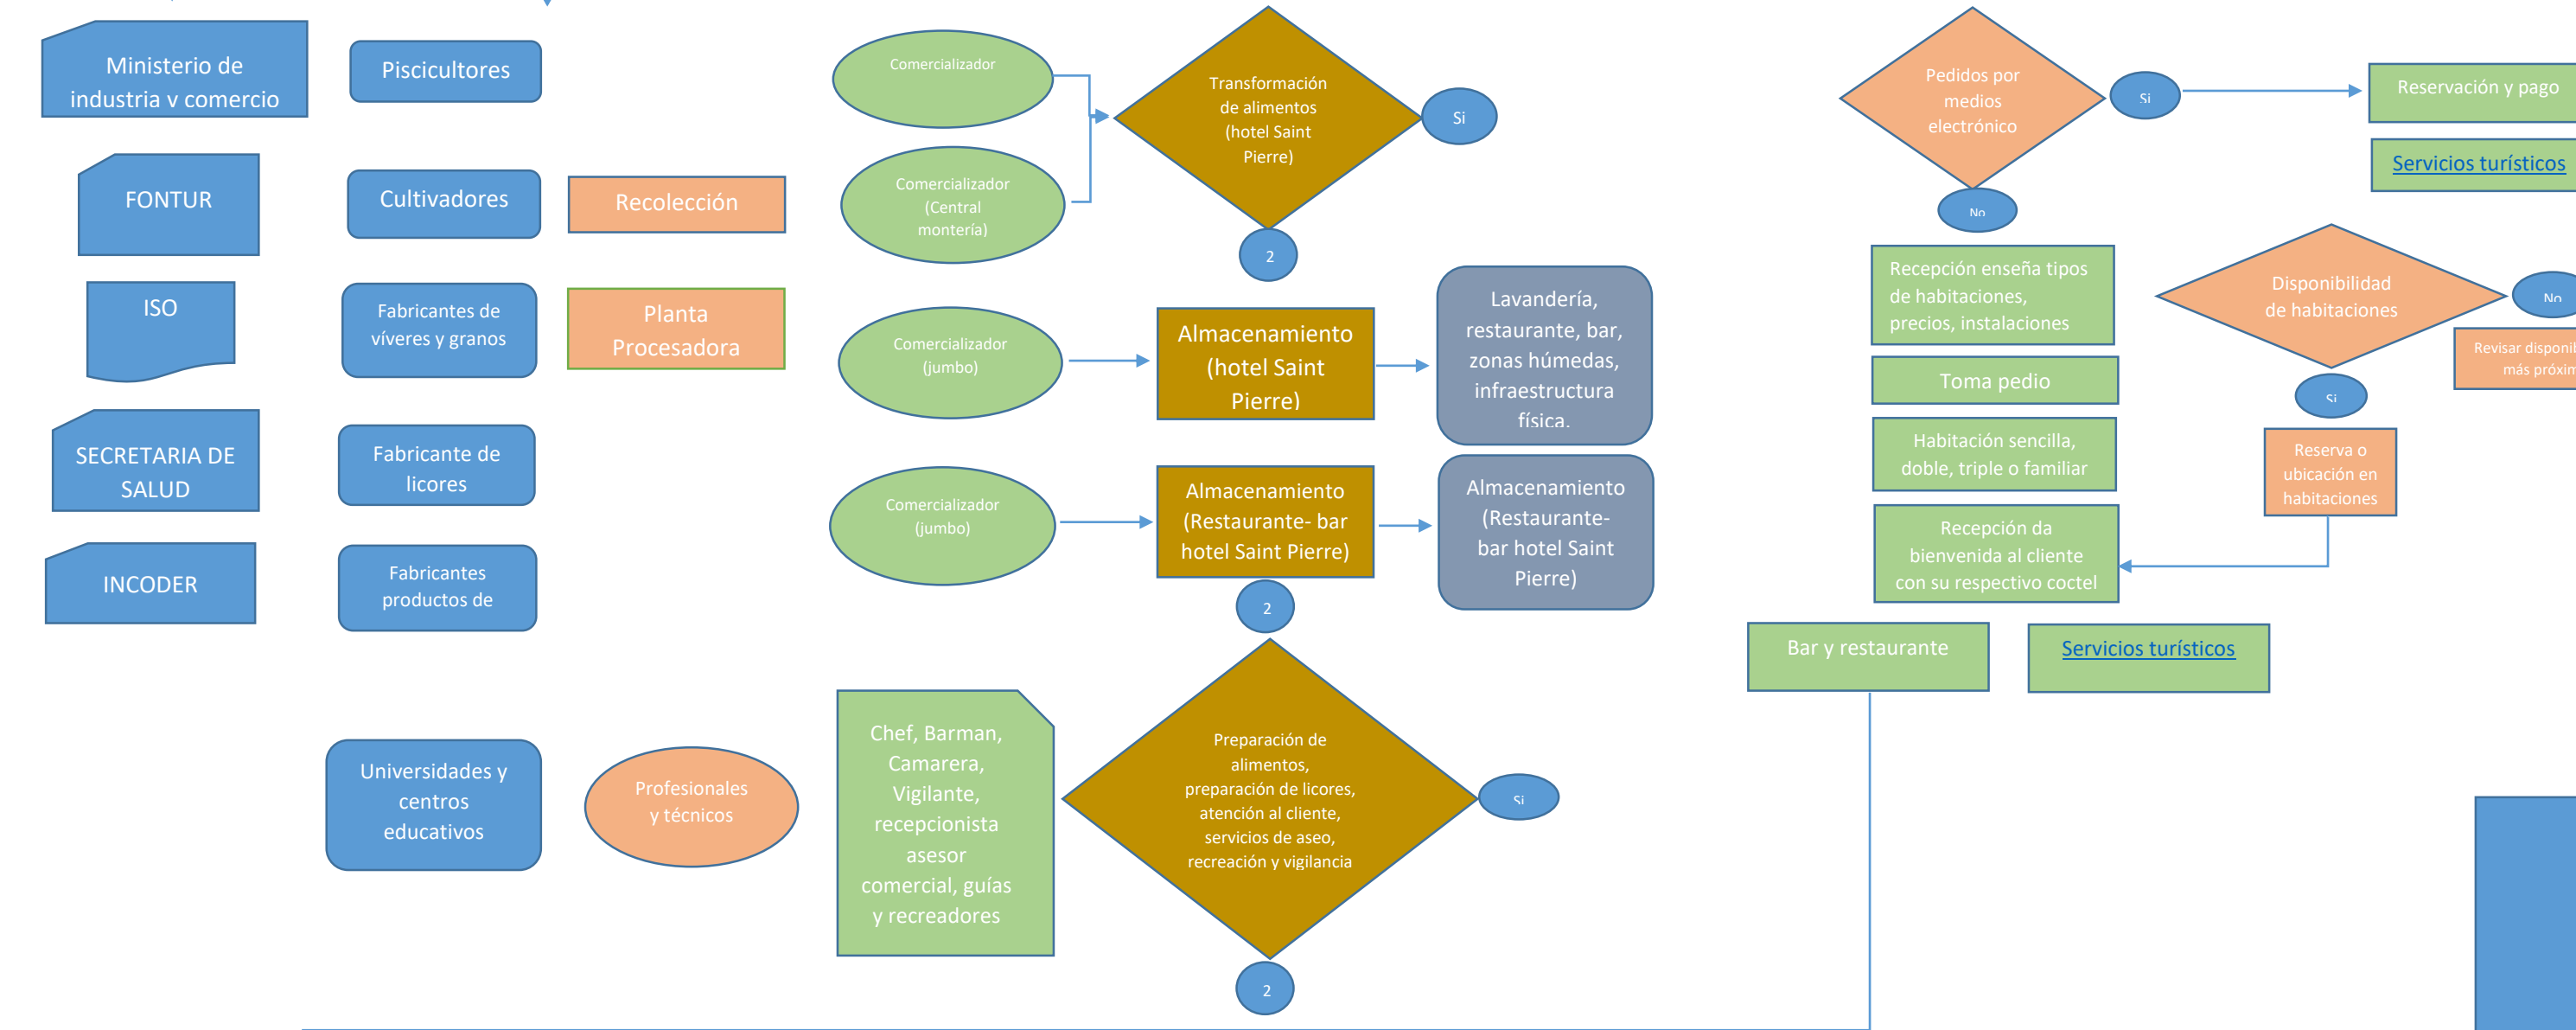 Ministerio de
industria y comercio
FONTUR
ISO
SECRETARIA DE
SALUD
INCODER
Piscicultores
Cultivadores
Fabricantes de
víveres y granos
Fabricante de
licores
Fabricantes
productos de
Universidades y
centros
educativos
Recolección
Planta
Procesadora
Profesionales
y técnicos
Comercializador
Comercializador
(Central
montería)
Comercializador
(jumbo)
Comercializador
(jumbo)
Chef, Barman,
Camarera,
Vigilante,
recepcionista
asesor
comercial, guías
y recreadores
Transformación
de alimentos
(hotel Saint
Pierre)
Si
2
Almacenamiento
(hotel Saint
Pierre)
Lavandería,
restaurante, bar,
zonas húmedas,
infraestructura
física.
Almacenamiento
(Restaurante- bar
hotel Saint Pierre)
Almacenamiento
(Restaurante-
bar hotel Saint
Pierre)
2
Preparación de
alimentos,
preparación de licores,
atención al cliente,
servicios de aseo,
recreación y vigilancia
Si
2
Pedidos por
medios
electrónico
Si
No
Reservación y pago
Servicios turísticos
Recepción enseña tipos
de habitaciones,
precios, instalaciones
Toma pedio
Habitación sencilla,
doble, triple o familiar
Recepción da
bienvenida al cliente
con su respectivo coctel
Disponibilidad
de habitaciones
No
Revisar disponi
más próxim
Si
Reserva o
ubicación en
habitaciones
Bar y restaurante
Servicios turísticos